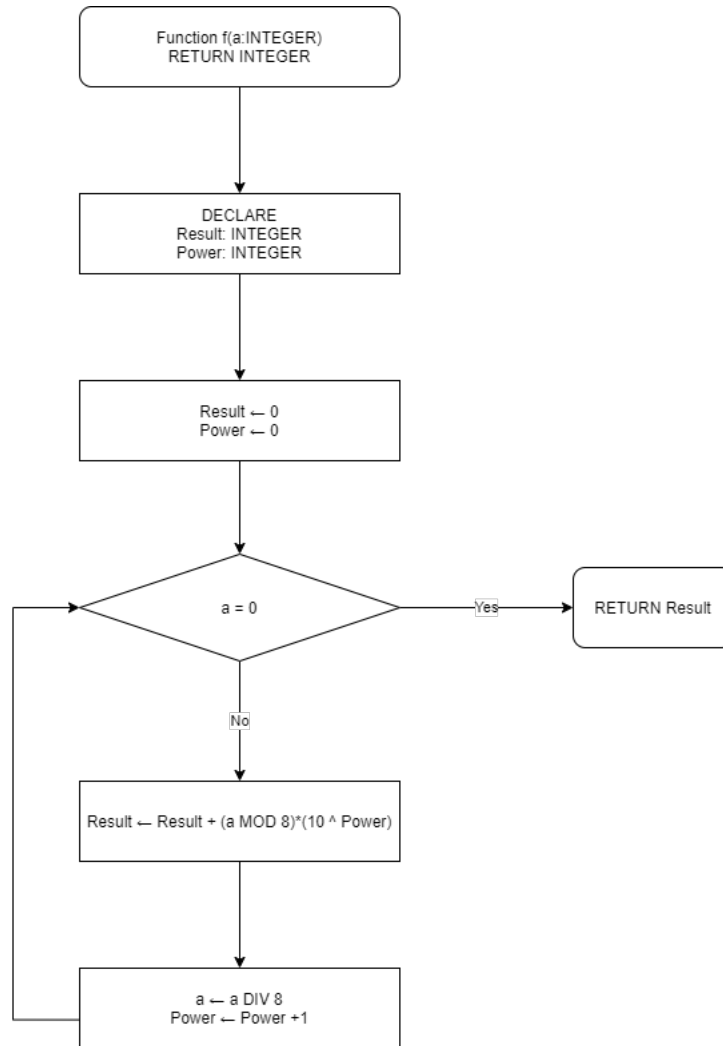 Function f(a:INTEGER)
RETURN INTEGER
DECLARE
Result: INTEGER
Power: INTEGER
Result ← 0
Power ← 0
a = 0
Yes
RETURN Result
No
Result ← Result + (a MOD 8)*(10 ^ Power)
a ← a DIV 8
Power ← Power +1